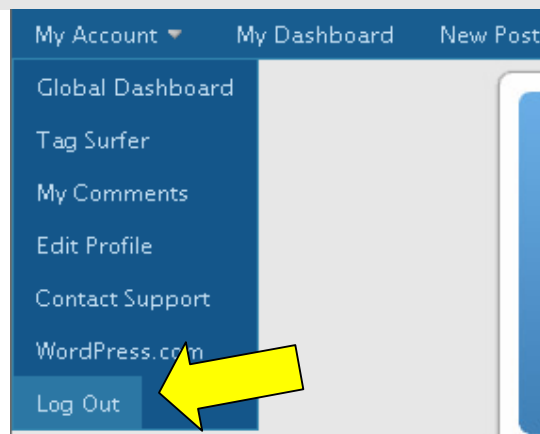 My Account My Dashboard New Post
Global Dashboard
Tag Surfer
My Comments
Edit Profile
Contact Support
WordPress.com
Log Out